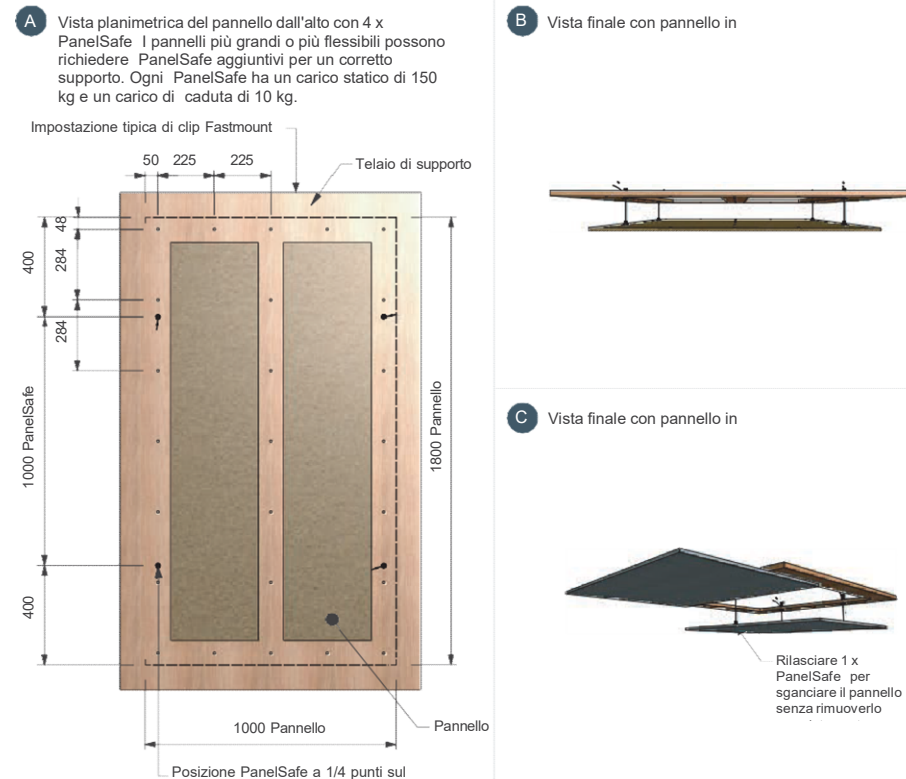 A
Vista planimetrica del pannello dall'alto con 4 x
PanelSafe I pannelli più grandi o più flessibili possono
richiedere PanelSafe aggiuntivi per un corretto
supporto. Ogni PanelSafe ha un carico statico di 150
kg e un carico di caduta di 10 kg.
Impostazione tipica di clip Fastmount
Telaio di supporto
50 225 225
48
284
284
400
1000 PanelSafe
400
1800 Pannello
1000 Pannello
Pannello
Posizione PanelSafe a 1/4 punti sul
B
Vista finale con pannello in
C
Vista finale con pannello in
Rilasciare 1 x
PanelSafe per
sganciare il pannello
senza rimuoverlo